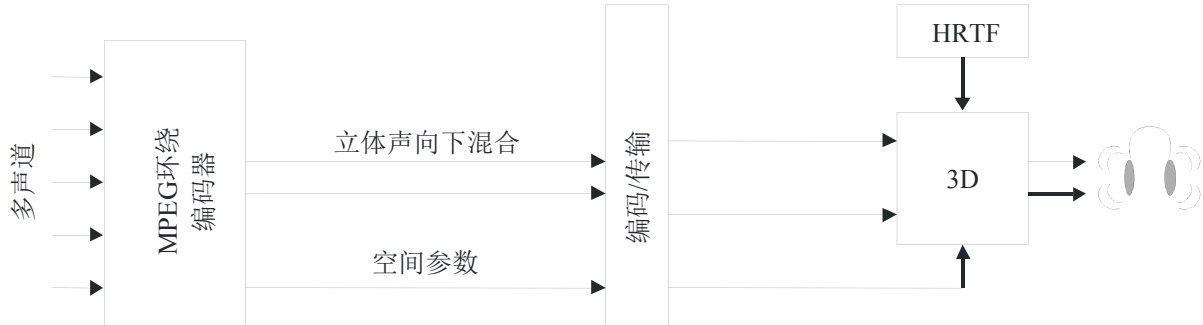 多声道
MPEG环绕
编码器
立体声向下混合
空间参数
编码/传输
HRTF
3D